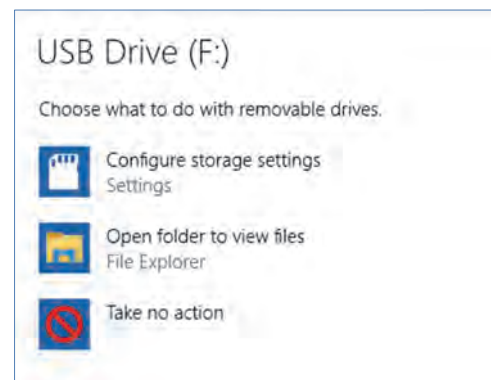 USB Drive (F:)
Choose what to do with removable drives.
Configure storage settings
Settings
Open folder to view files
File Explorer
Take no action